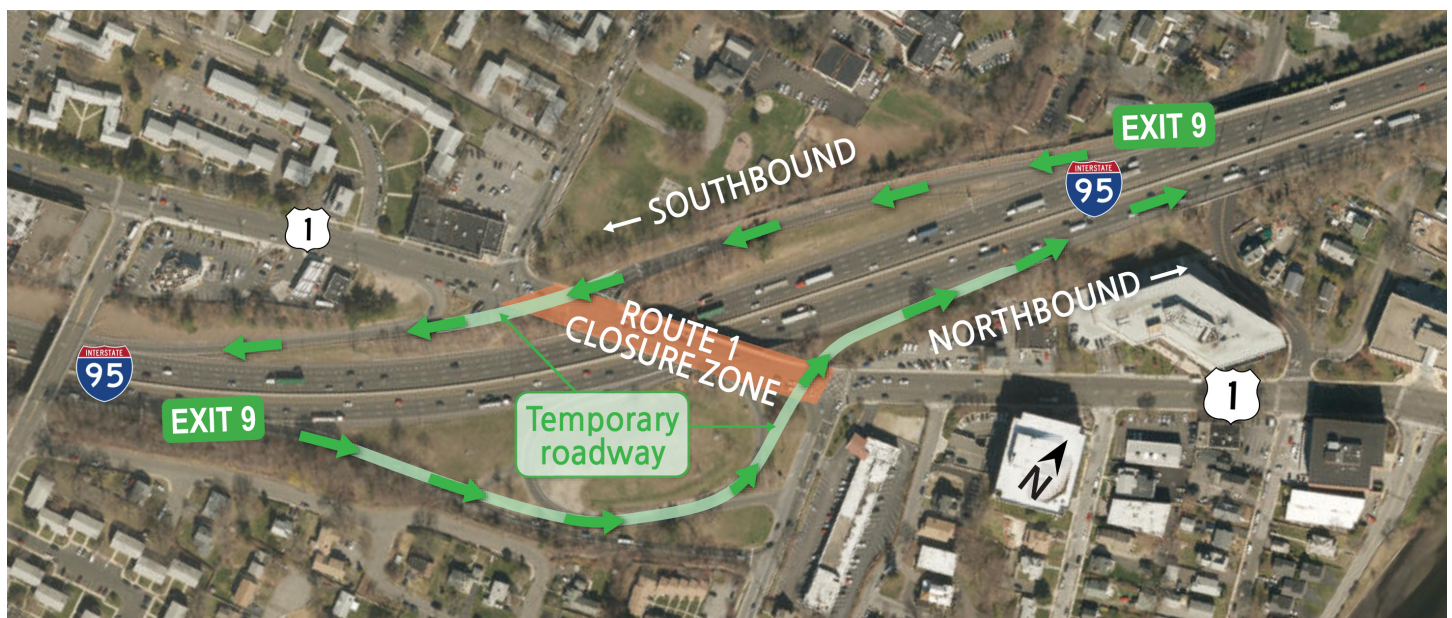 EXIT 9
← SOUTHBOUND
INTERSTATE
95
1
ROUTE 1
CLOSURE ZONE
NORTHBOUND →
INTERSTATE
95
1
EXIT 9
Temporary
roadway
N